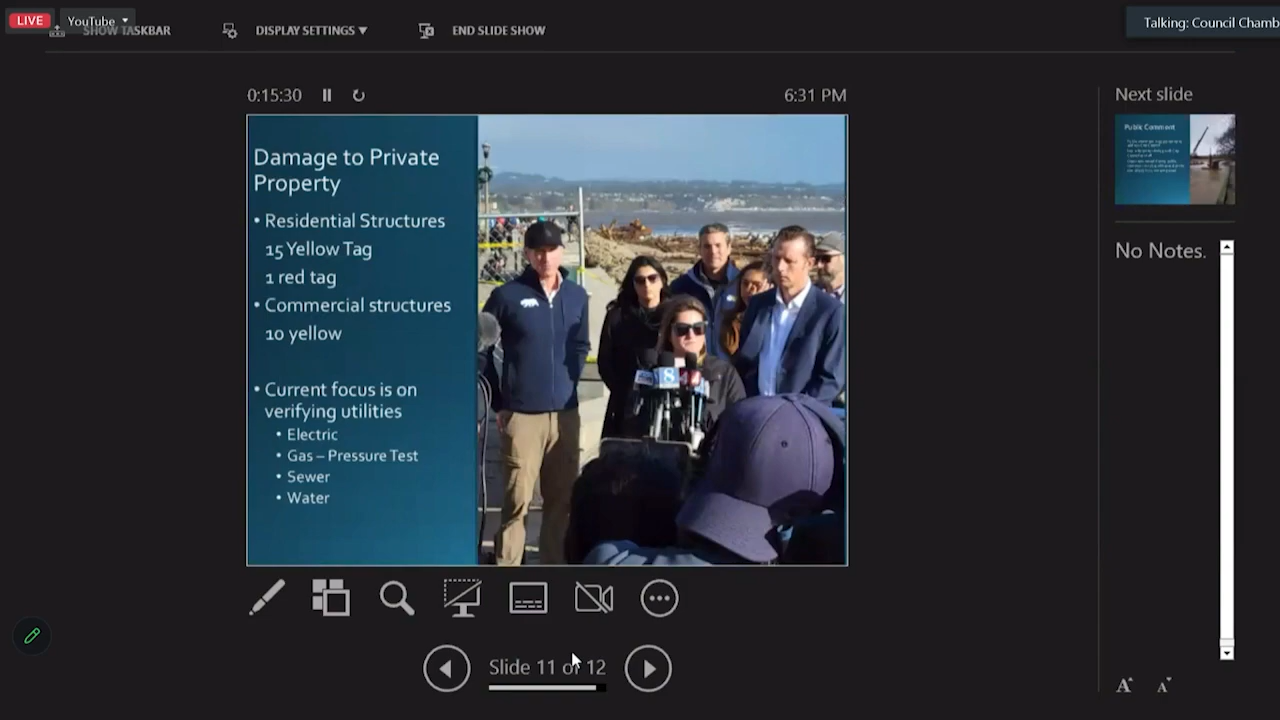 LIVE
YouTube
SHOW TASKBAR
DISPLAY SETTINGS
END SLIDE SHOW
Talking: Council Chamb
0:15:30
6:31 PM
Next slide
Damage to Private
Property
• Residential Structures
15 Yellow Tag
1 red tag
• Commercial structures
10 yellow
• Current focus is on
verifying utilities
• Electric
• Gas – Pressure Test
• Sewer
• Water
8
Public Comment
No Notes.
Slide 11 of 12
A
A